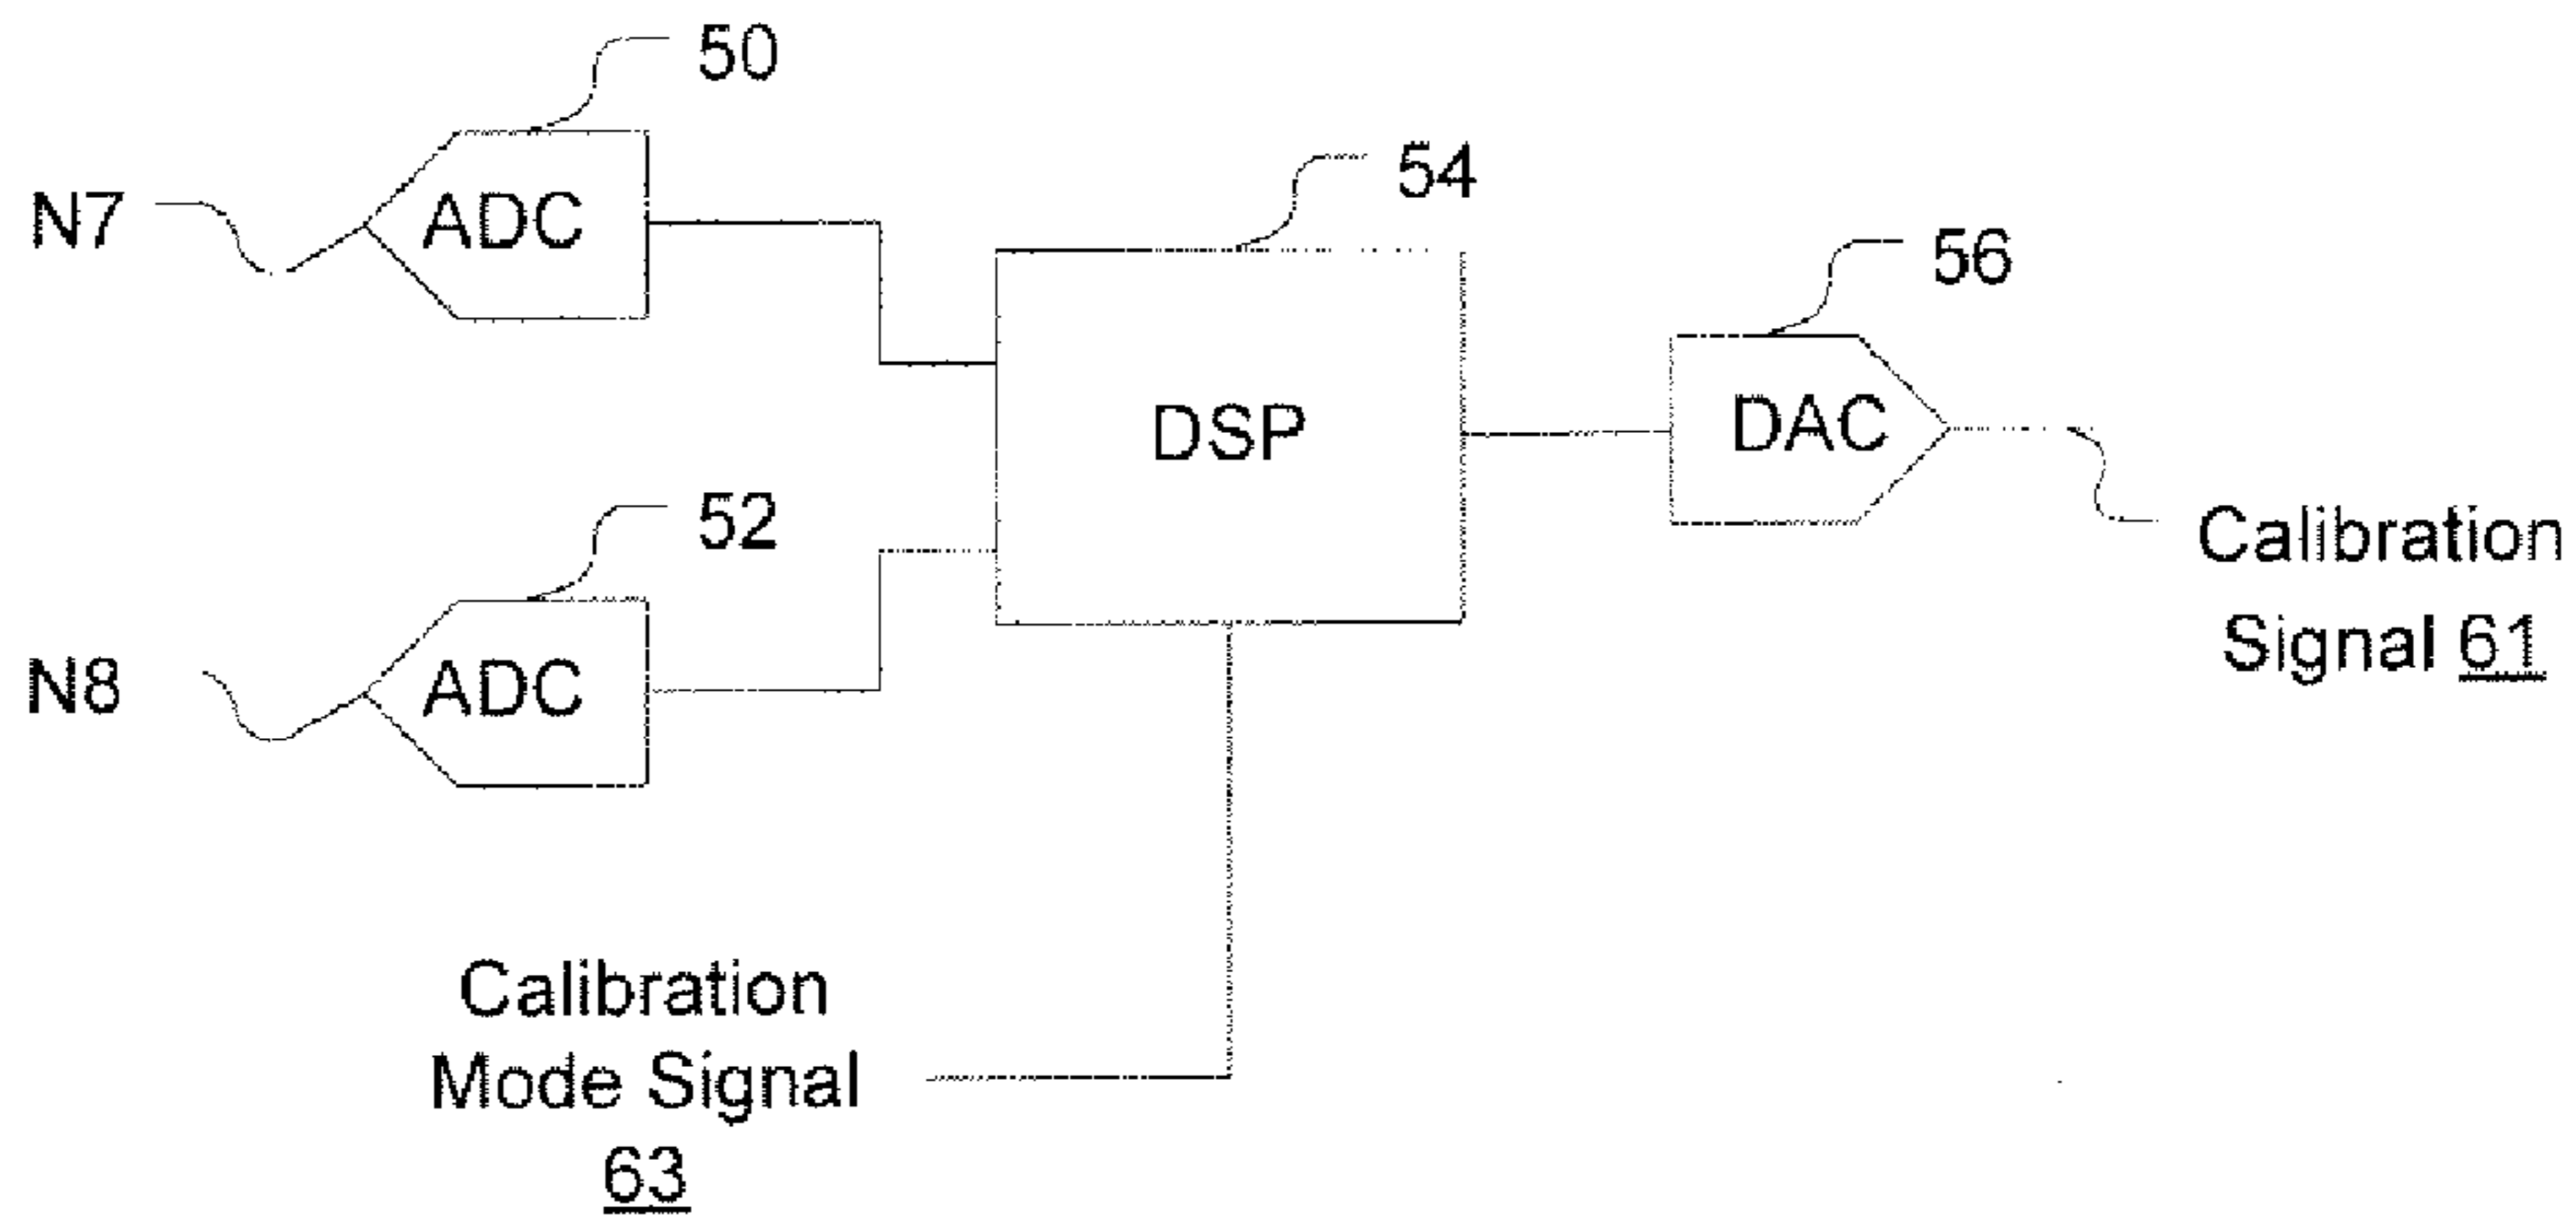 50
N7
ADC
54
56
DSP
DAC
52
N8
ADC
Calibration
Signal 61
Calibration
Mode Signal
63